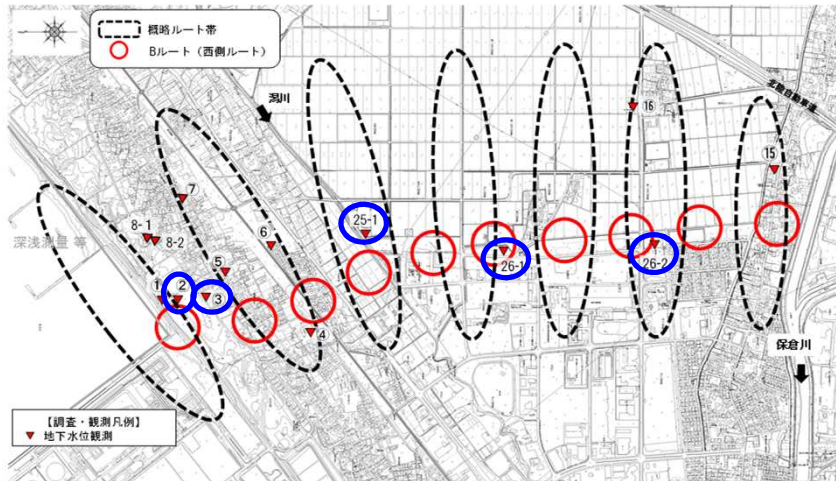 概略ルート帯
Bルート（西側ルート）
潟川
北陸自動車道
16
15
7
25-1
8-1
8-2
深浅測量 等
6
5
26-1
26-2
1
2
3
4
保倉川
【調査・観測凡例】
地下水位観測